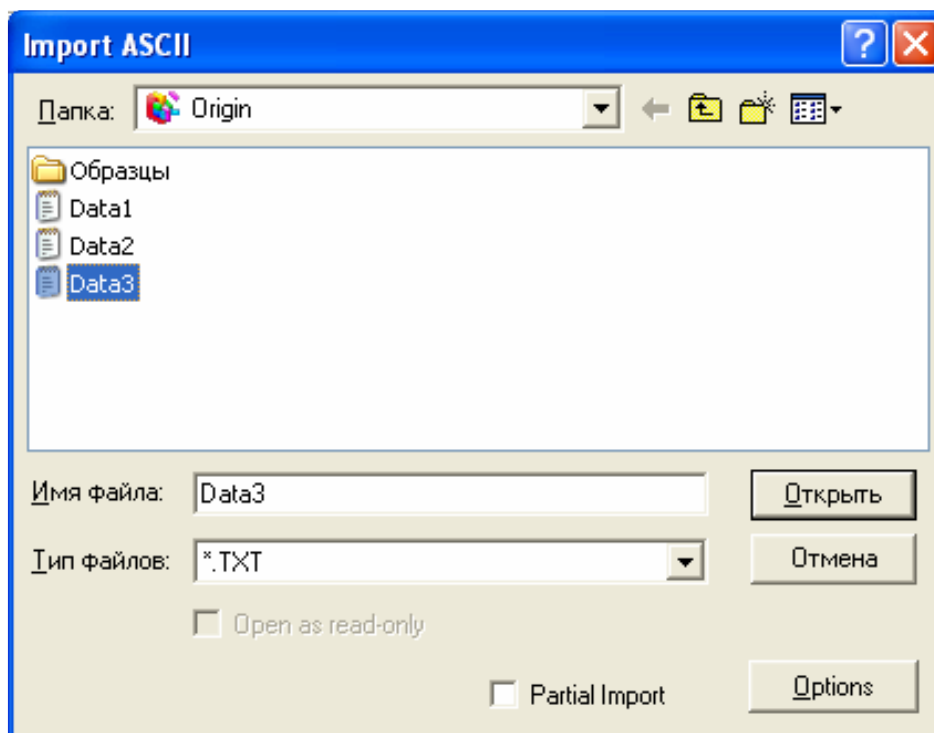 Import ASCII
Папка: Origin
Образцы
Data1
Data2
Data3
Имя файла: Data3 Открыть
Тип файлов: *.TXT Отмена
Open as read-only
Partial Import Options